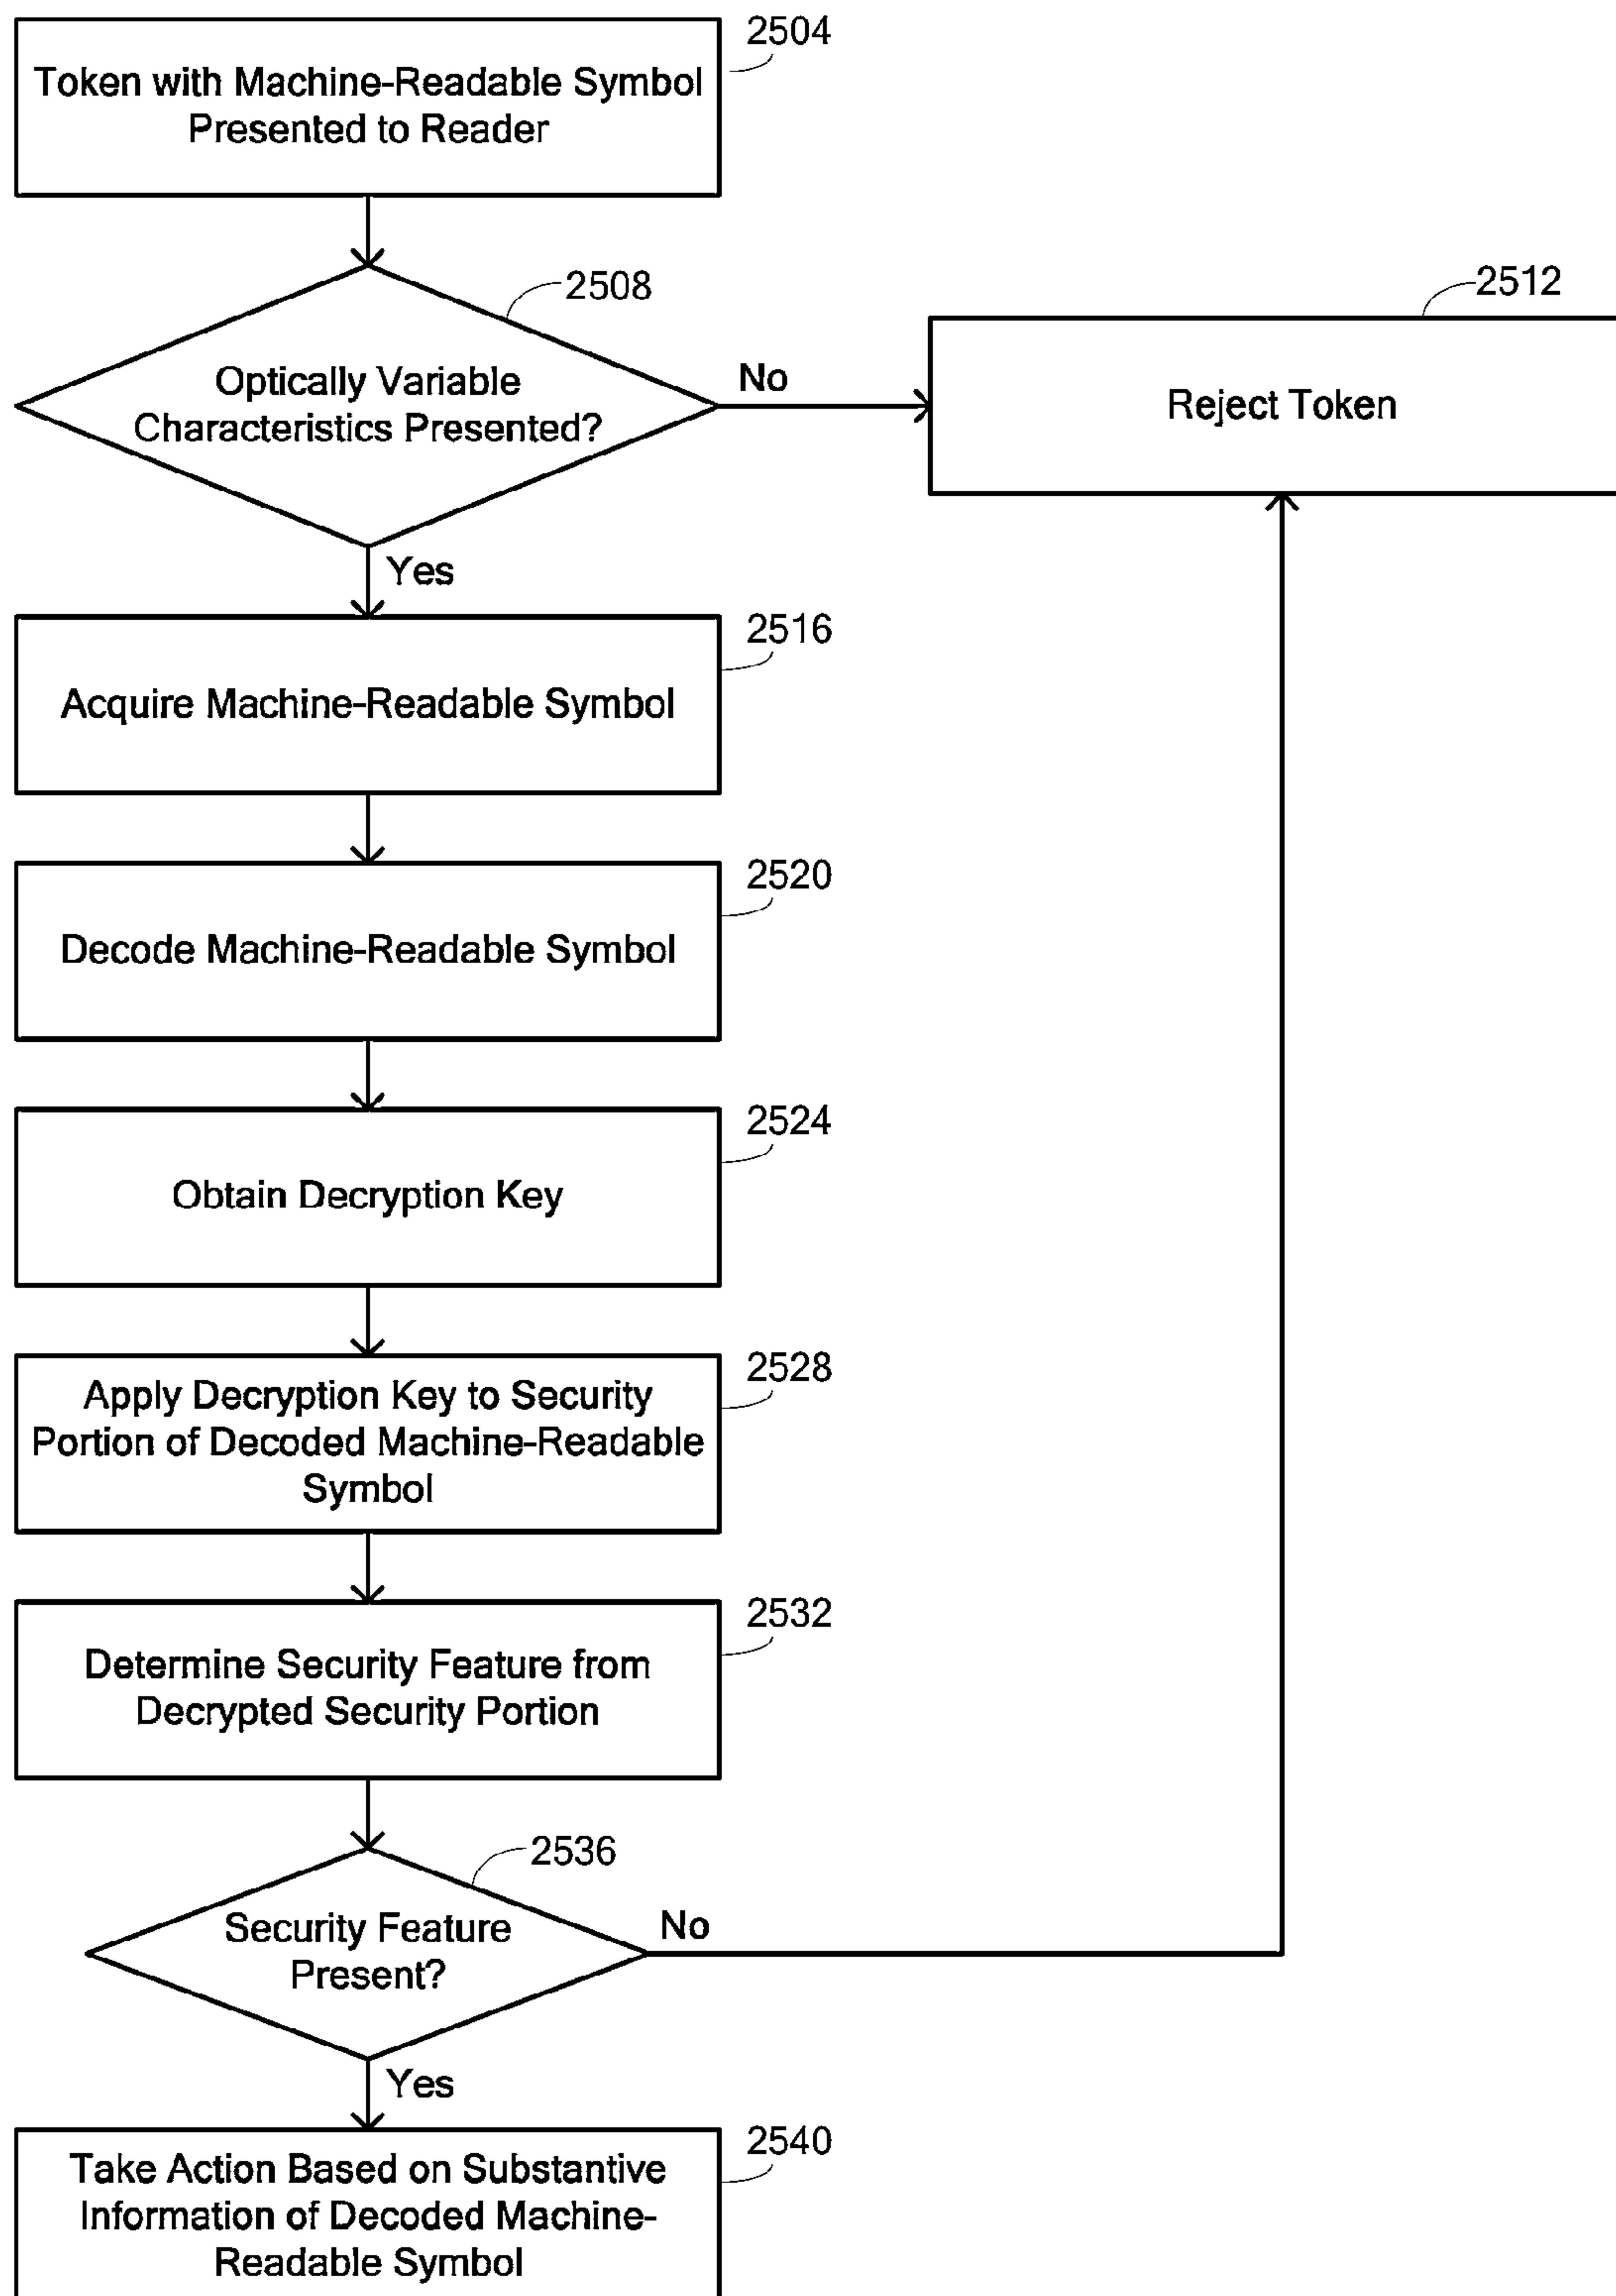 2504
Token with Machine-Readable Symbol
Presented to Reader
2508
Optically Variable
Characteristics Presented?
No
2512
Reject Token
Yes
2516
Acquire Machine-Readable Symbol
2520
Decode Machine-Readable Symbol
2524
Obtain Decryption Key
2528
Apply Decryption Key to Security
Portion of Decoded Machine-Readable
Symbol
2532
Determine Security Feature from
Decrypted Security Portion
2536
Security Feature
Present?
No
Yes
2540
Take Action Based on Substantive
Information of Decoded Machine-
Readable Symbol